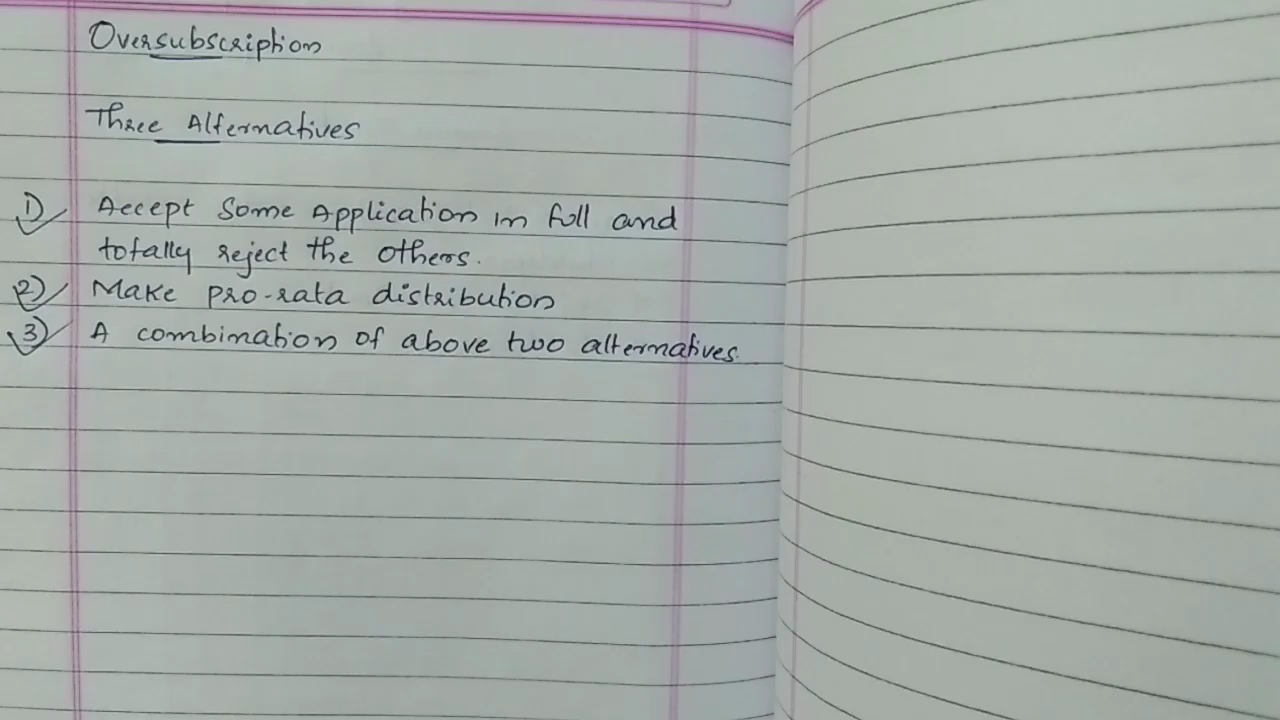 Oversubscription
Three Alternatives
1) Accept Some Application in full and
totally reject the others.
2) Make pro-rata distribution
3) A combination of above two alternatives.